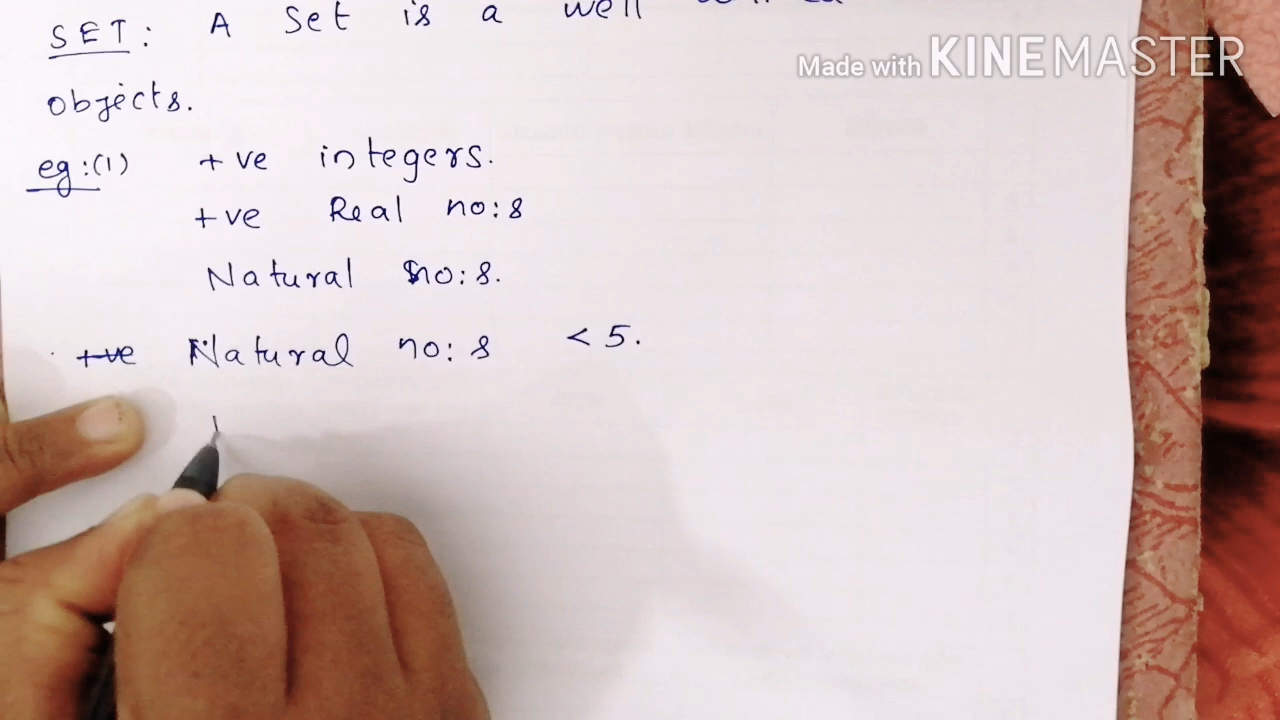 SET: A Set is a well
objects.
eg:(1) +ve integers.
+ve Real no:s
Natural no:s.
+ve Natural no:s < 5.
Made with KINEMASTER